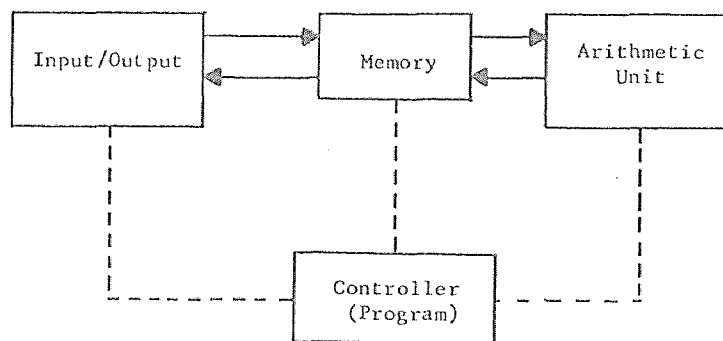 Input/Output
Memory
Arithmetic
Unit
Controller
(Program)